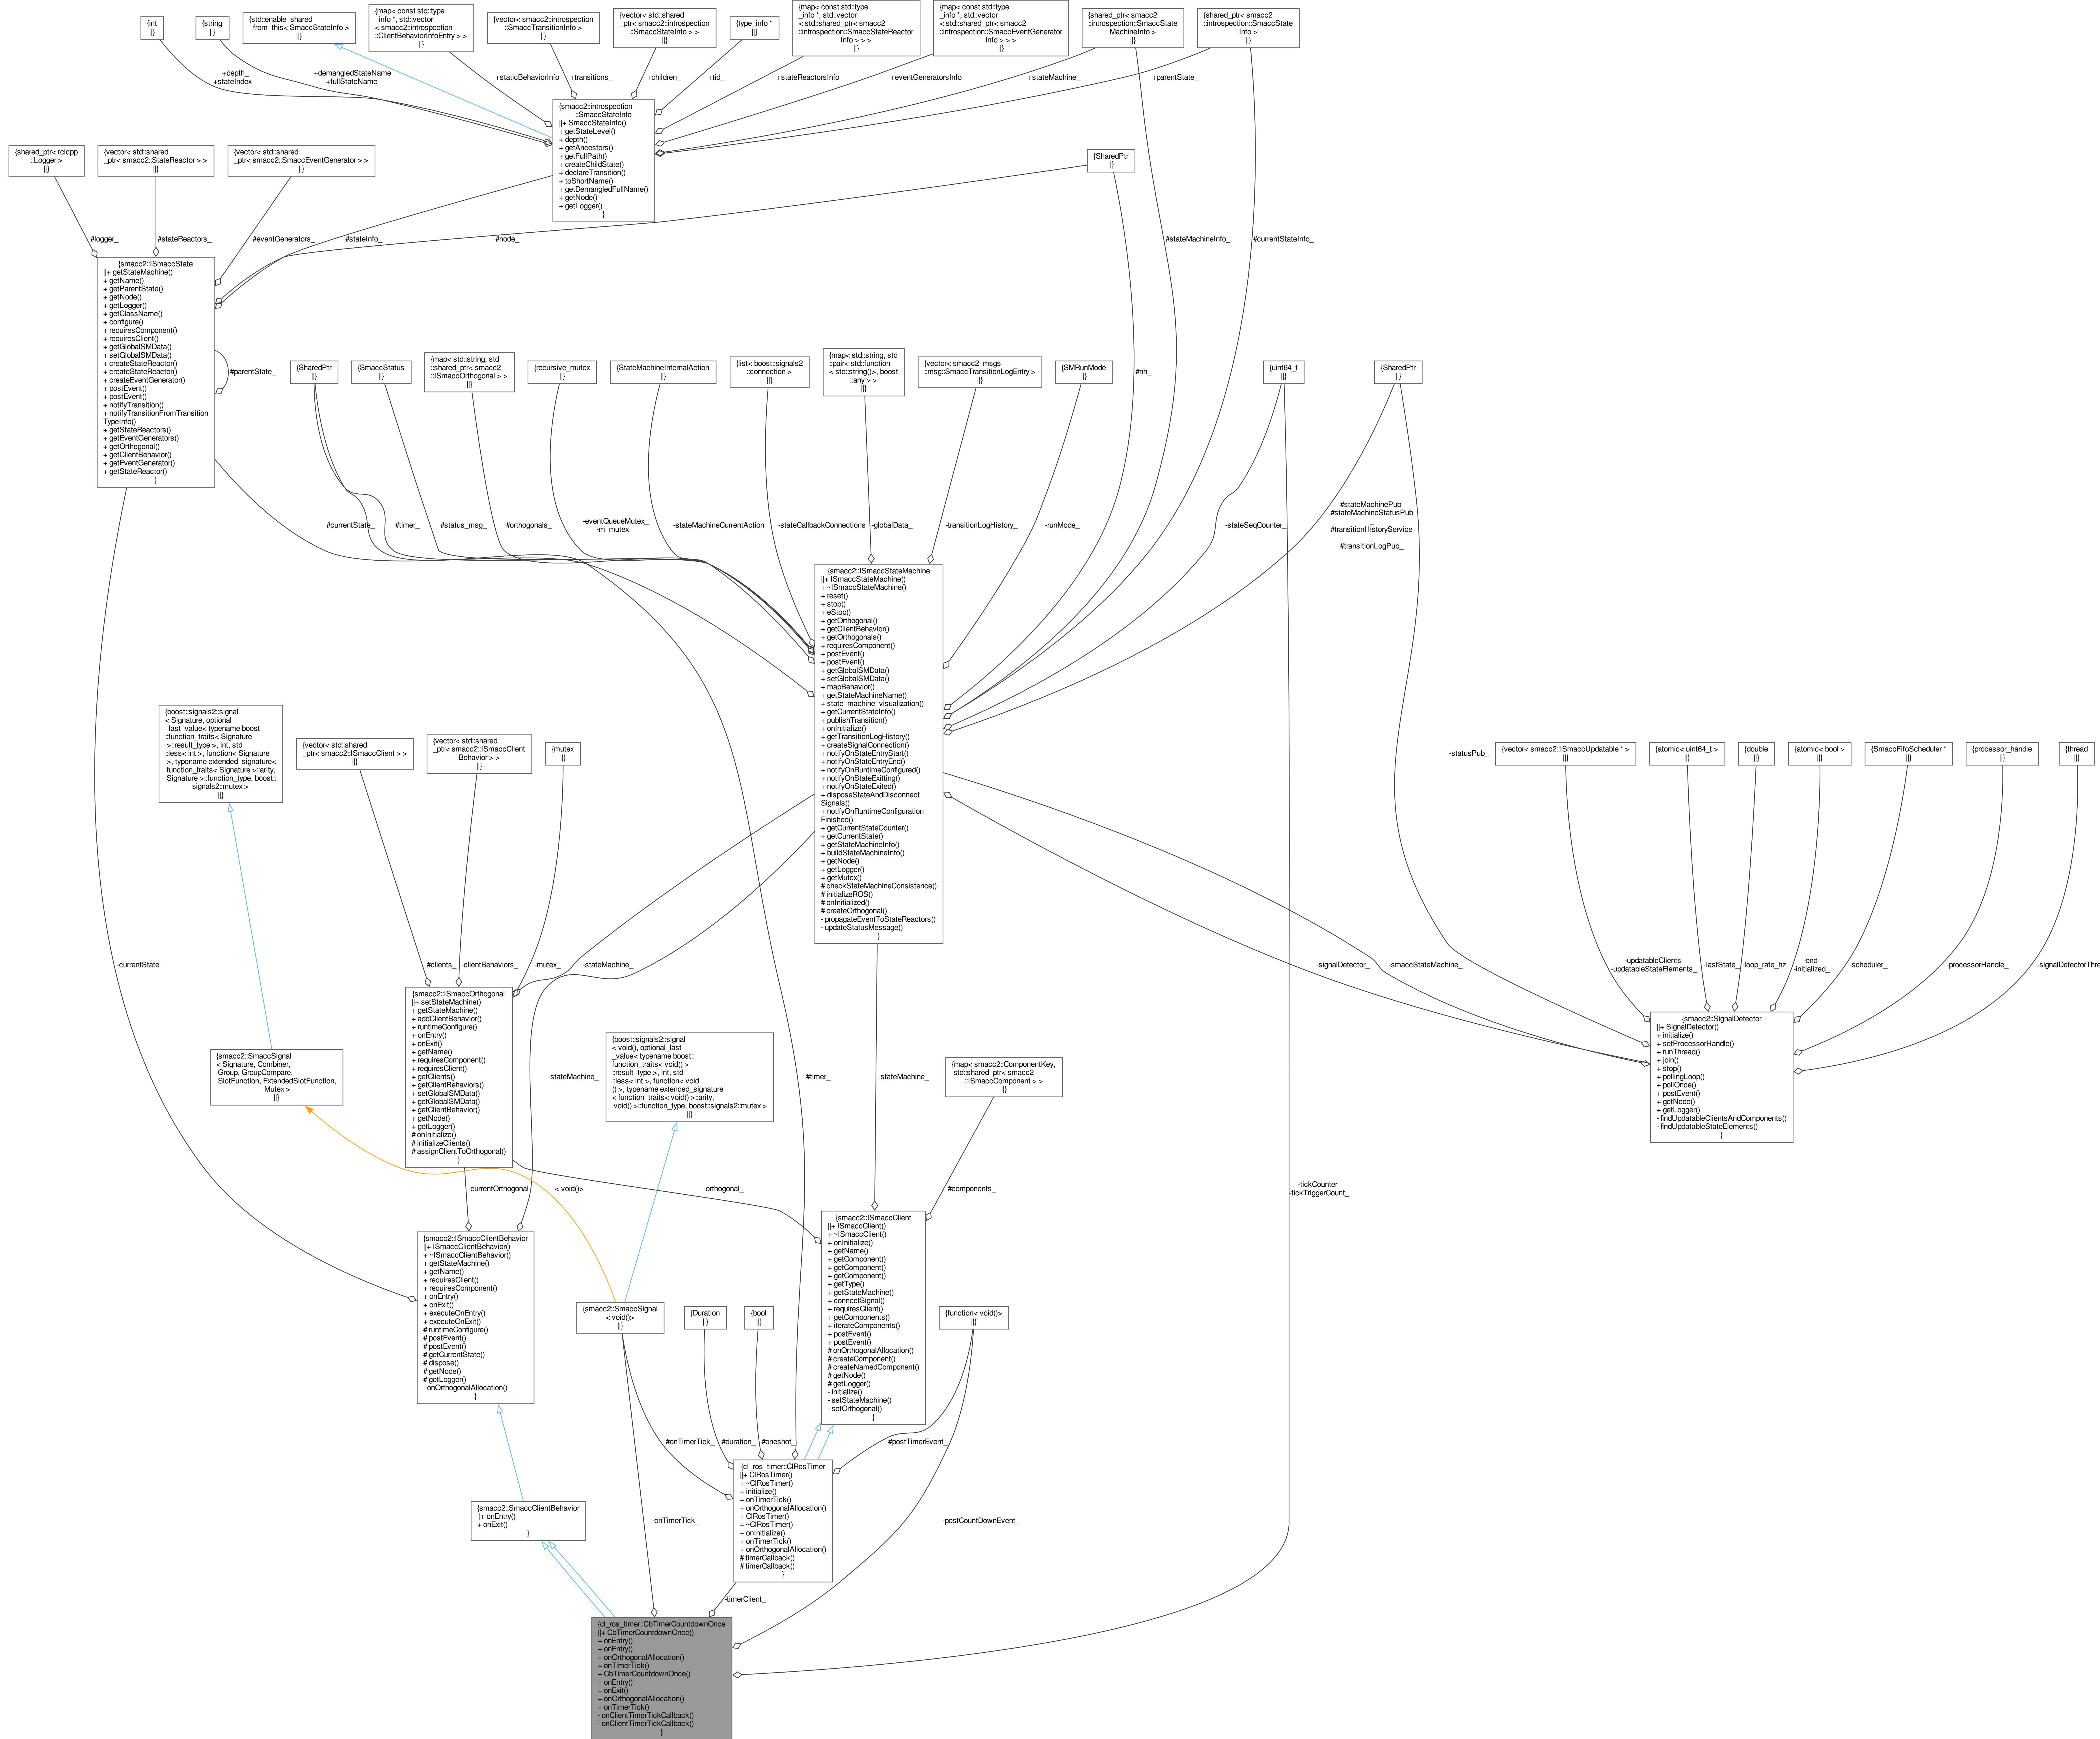 {int
||}
{string
||}
{std::enable_shared
_from_this< SmaccStateInfo >
||}
{map< const std::type
_info *, std::vector
< smacc2::introspection
::ClientBehaviorInfoEntry > >
||}
{vector< smacc2::introspection
::SmaccTransitionInfo >
||}
{vector< std::shared
_ptr< smacc2::introspection
::SmaccStateInfo > >
||}
{type_info *
||}
{map< const std::type
_info *, std::vector
< std::shared_ptr< smacc2
::introspection::SmaccStateReactor
Info > > >
||}
{map< const std::type
_info *, std::vector
< std::shared_ptr< smacc2
::introspection::SmaccEventGenerator
Info > > >
||}
{shared_ptr< smacc2
::introspection::SmaccState
MachineInfo >
||}
{shared_ptr< smacc2
::introspection::SmaccState
Info >
||}
+depth_
+stateIndex_
+demangledStateName
+fullStateName
+staticBehaviorInfo
+transitions_
+children_
+tid_
+stateReactorsInfo
+eventGeneratorsInfo
+stateMachine_
+parentState_
{smacc2::introspection
::SmaccStateInfo
||+ SmaccStateInfo()
+ getStateLevel()
+ depth()
+ getAncestors()
+ getFullPath()
+ createChildState()
+ declareTransition()
+ toShortName()
+ getDemangledFullName()
+ getNode()
+ getLogger()
}
{shared_ptr< rclcpp
::Logger >
||}
{vector< std::shared
_ptr< smacc2::StateReactor > >
||}
{vector< std::shared
_ptr< smacc2::SmaccEventGenerator > >
||}
{SharedPtr
||}
#logger_
#stateReactors_
#eventGenerators_
#stateInfo_
#node_
#stateMachineInfo_
#currentStateInfo_
{smacc2::ISmaccState
||+ getStateMachine()
+ getName()
+ getParentState()
+ getNode()
+ getLogger()
+ getClassName()
+ configure()
+ requiresComponent()
+ requiresClient()
+ getGlobalSMData()
+ setGlobalSMData()
+ createStateReactor()
+ createStateReactor()
+ createEventGenerator()
+ postEvent()
+ postEvent()
+ notifyTransition()
+ notifyTransitionFromTransition
TypeInfo()
+ getStateReactors()
+ getEventGenerators()
+ getOrthogonal()
+ getClientBehavior()
+ getEventGenerator()
+ getStateReactor()
}
#parentState_
{SharedPtr
||}
{SmaccStatus
||}
{map< std::string, std
::shared_ptr< smacc2
::ISmaccOrthogonal > >
||}
{recursive_mutex
||}
{StateMachineInternalAction
||}
{list< boost::signals2
::connection >
||}
{map< std::string, std
::pair< std::function
< std::string()>, boost
::any > >
||}
{vector< smacc2_msgs
::msg::SmaccTransitionLogEntry >
||}
{SMRunMode
||}
#nh_
{uint64_t
||}
{SharedPtr
||}
#currentState_
#timer_
#status_msg_
#orthogonals_
-eventQueueMutex_
-m_mutex_
-stateMachineCurrentAction
-stateCallbackConnections
-globalData_
-transitionLogHistory_
-runMode_
-stateSeqCounter_
#stateMachinePub_
#stateMachineStatusPub
_
#transitionHistoryService
_
#transitionLogPub_
{smacc2::ISmaccStateMachine
||+ ISmaccStateMachine()
+ ~ISmaccStateMachine()
+ reset()
+ stop()
+ eStop()
+ getOrthogonal()
+ getClientBehavior()
+ getOrthogonals()
+ requiresComponent()
+ postEvent()
+ postEvent()
+ getGlobalSMData()
+ setGlobalSMData()
+ mapBehavior()
+ getStateMachineName()
+ state_machine_visualization()
+ getCurrentStateInfo()
+ publishTransition()
+ onInitialize()
+ getTransitionLogHistory()
+ createSignalConnection()
+ notifyOnStateEntryStart()
+ notifyOnStateEntryEnd()
+ notifyOnRuntimeConfigured()
+ notifyOnStateExitting()
+ notifyOnStateExited()
+ disposeStateAndDisconnect
Signals()
+ notifyOnRuntimeConfiguration
Finished()
+ getCurrentStateCounter()
+ getCurrentState()
+ getStateMachineInfo()
+ buildStateMachineInfo()
+ getNode()
+ getLogger()
+ getMutex()
# checkStateMachineConsistence()
# initializeROS()
# onInitialized()
# createOrthogonal()
- propagateEventToStateReactors()
- updateStatusMessage()
}
{boost::signals2::signal
< Signature, optional
_last_value< typename boost
::function_traits< Signature
>::result_type >, int, std
::less< int >, function< Signature
>, typename extended_signature<
function_traits< Signature >::arity,
Signature >::function_type, boost::
signals2::mutex >
||}
{vector< std::shared
_ptr< smacc2::ISmaccClient > >
||}
{vector< std::shared
_ptr< smacc2::ISmaccClient
Behavior > >
||}
{mutex
||}
-statusPub_
{vector< smacc2::ISmaccUpdatable * >
||}
{atomic< uint64_t >
||}
{double
||}
{atomic< bool >
||}
{SmaccFifoScheduler *
||}
{processor_handle
||}
{thread
||}
-currentState
#clients_
-clientBehaviors_
-mutex_
-stateMachine_
-signalDetector_
-smaccStateMachine_
-updatableClients_
-updatableStateElements_
-lastState_
-loop_rate_hz
-end_
-initialized_
-scheduler_
-processorHandle_
-signalDetectorThre
{smacc2::ISmaccOrthogonal
||+ setStateMachine()
+ getStateMachine()
+ addClientBehavior()
+ runtimeConfigure()
+ onEntry()
+ onExit()
+ getName()
+ requiresComponent()
+ requiresClient()
+ getClients()
+ getClientBehaviors()
+ setGlobalSMData()
+ getGlobalSMData()
+ getClientBehavior()
+ getNode()
+ getLogger()
# onInitialize()
# initializeClients()
# assignClientToOrthogonal()
}
{smacc2::SignalDetector
||+ SignalDetector()
+ initialize()
+ setProcessorHandle()
+ runThread()
+ join()
+ stop()
+ pollingLoop()
+ pollOnce()
+ postEvent()
+ getNode()
+ getLogger()
- findUpdatableClientsAndComponents()
- findUpdatableStateElements()
}
{smacc2::SmaccSignal
< Signature, Combiner,
Group, GroupCompare,
SlotFunction, ExtendedSlotFunction,
Mutex >
||}
{boost::signals2::signal
< void(), optional_last
_value< typename boost::
function_traits< void() >
::result_type >, int, std
::less< int >, function< void
() >, typename extended_signature
< function_traits< void() >::arity,
void() >::function_type, boost::signals2::mutex >
||}
-stateMachine_
#timer_
-stateMachine_
{map< smacc2::ComponentKey,
std::shared_ptr< smacc2
::ISmaccComponent > >
||}
-currentOrthogonal
< void()>
-orthogonal_
#components_
-tickCounter_
-tickTriggerCount_
{smacc2::ISmaccClientBehavior
||+ ISmaccClientBehavior()
+ ~ISmaccClientBehavior()
+ getStateMachine()
+ getName()
+ requiresClient()
+ requiresComponent()
+ onEntry()
+ onExit()
+ executeOnEntry()
+ executeOnExit()
# runtimeConfigure()
# postEvent()
# postEvent()
# getCurrentState()
# dispose()
# getNode()
# getLogger()
- onOrthogonalAllocation()
}
{smacc2::ISmaccClient
||+ ISmaccClient()
+ ~ISmaccClient()
+ onInitialize()
+ getName()
+ getComponent()
+ getComponent()
+ getComponent()
+ getType()
+ getStateMachine()
+ connectSignal()
+ requiresClient()
+ getComponents()
+ iterateComponents()
+ postEvent()
+ postEvent()
# onOrthogonalAllocation()
# createComponent()
# createNamedComponent()
# getNode()
# getLogger()
- initialize()
- setStateMachine()
- setOrthogonal()
}
{smacc2::SmaccSignal
< void()>
||}
{Duration
||}
{bool
||}
{function< void()>
||}
#onTimerTick_
#duration_
#oneshot_
#postTimerEvent_
{cl_ros_timer::ClRosTimer
||+ ClRosTimer()
+ ~ClRosTimer()
+ initialize()
+ onTimerTick()
+ onOrthogonalAllocation()
+ ClRosTimer()
+ ~ClRosTimer()
+ onInitialize()
+ onTimerTick()
+ onOrthogonalAllocation()
# timerCallback()
# timerCallback()
}
{smacc2::SmaccClientBehavior
||+ onEntry()
+ onExit()
}
-onTimerTick_
-postCountDownEvent_
-timerClient_
{cl_ros_timer::CbTimerCountdownOnce
||+ CbTimerCountdownOnce()
+ onEntry()
+ onEntry()
+ onOrthogonalAllocation()
+ onTimerTick()
+ CbTimerCountdownOnce()
+ onEntry()
+ onExit()
+ onOrthogonalAllocation()
+ onTimerTick()
- onClientTimerTickCallback()
- onClientTimerTickCallback()
}